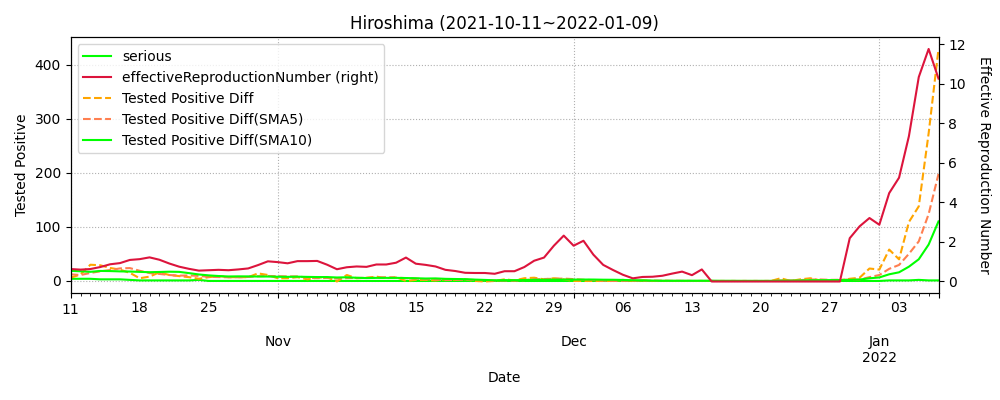 Hiroshima (2021-10-11~2022-01-09)
serious
effectiveReproductionNumber (right)
Tested Positive Diff
Tested Positive Diff(SMA5)
Tested Positive Diff(SMA10)
Tested Positive
400
300
200
100
0
12
10
8
6
4
2
0
Effective Reproduction Number
11 18 25 08 15 22 29 06 13 20 27 03
Nov Dec Jan
2022
Date